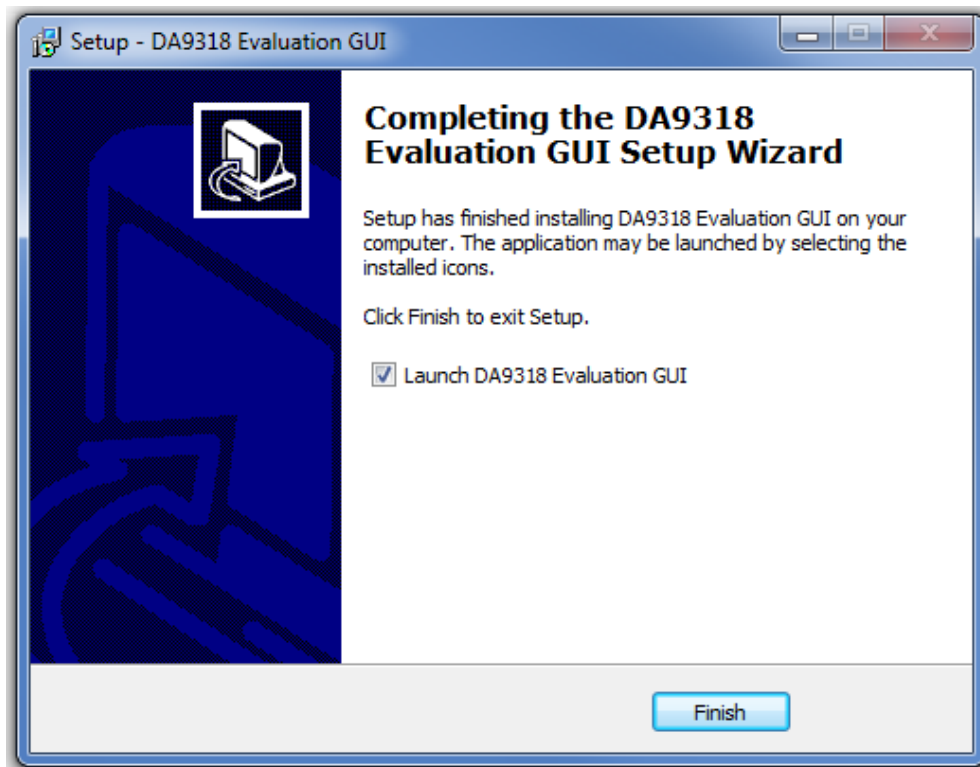 Setup - DA9318 Evaluation GUI
Completing the DA9318
Evaluation GUI Setup Wizard
Setup has finished installing DA9318 Evaluation GUI on your
computer. The application may be launched by selecting the
installed icons.
Click Finish to exit Setup.
Launch DA9318 Evaluation GUI
Finish